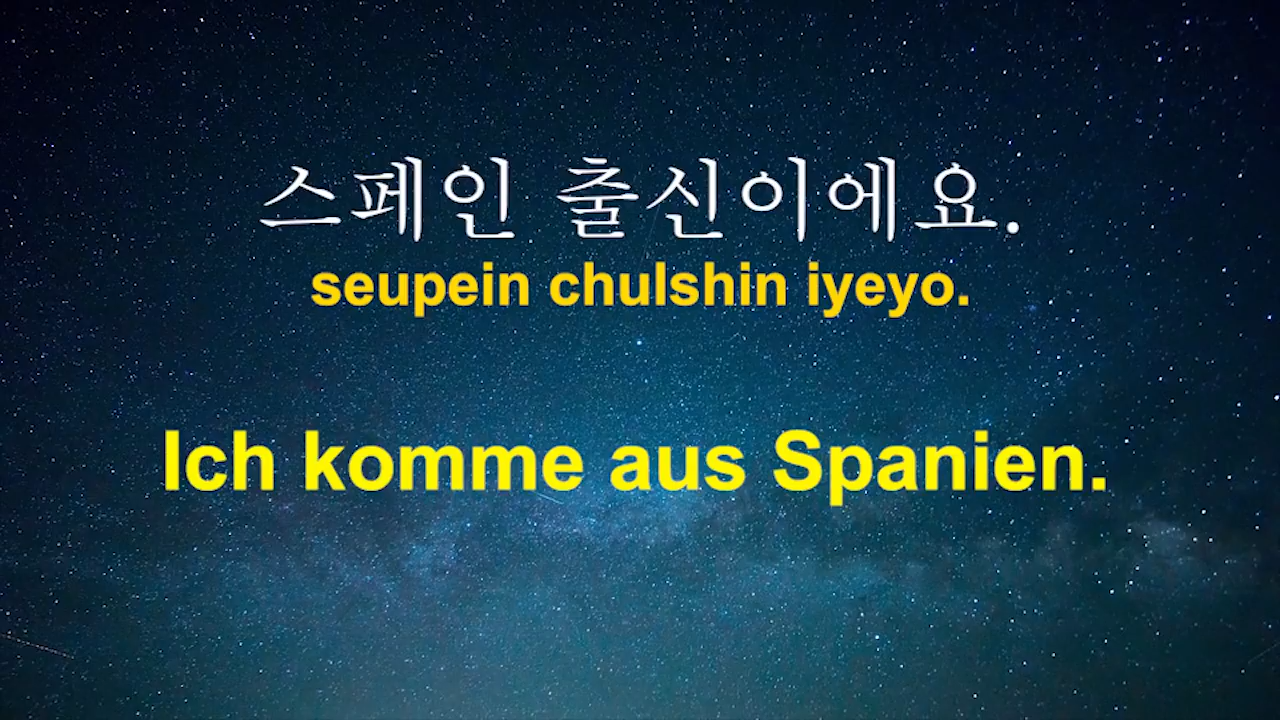 스페인 출신이에요.
seupein chulshin iyeyo.
Ich komme aus Spanien.